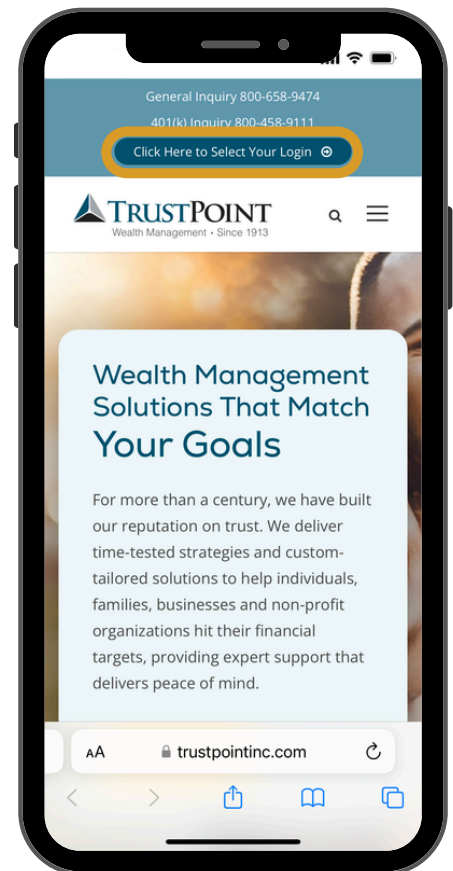 General Inquiry 800-658-9474
401(k) Inquiry 800-458-9111
Click Here to Select Your Login
TRUSTPOINT
Wealth Management • Since 1913
Wealth Management
Solutions That Match
Your Goals
For more than a century, we have built
our reputation on trust. We deliver
time-tested strategies and custom-
tailored solutions to help individuals,
families, businesses and non-profit
organizations hit their financial
targets, providing expert support that
delivers peace of mind.
AA trustpointinc.com